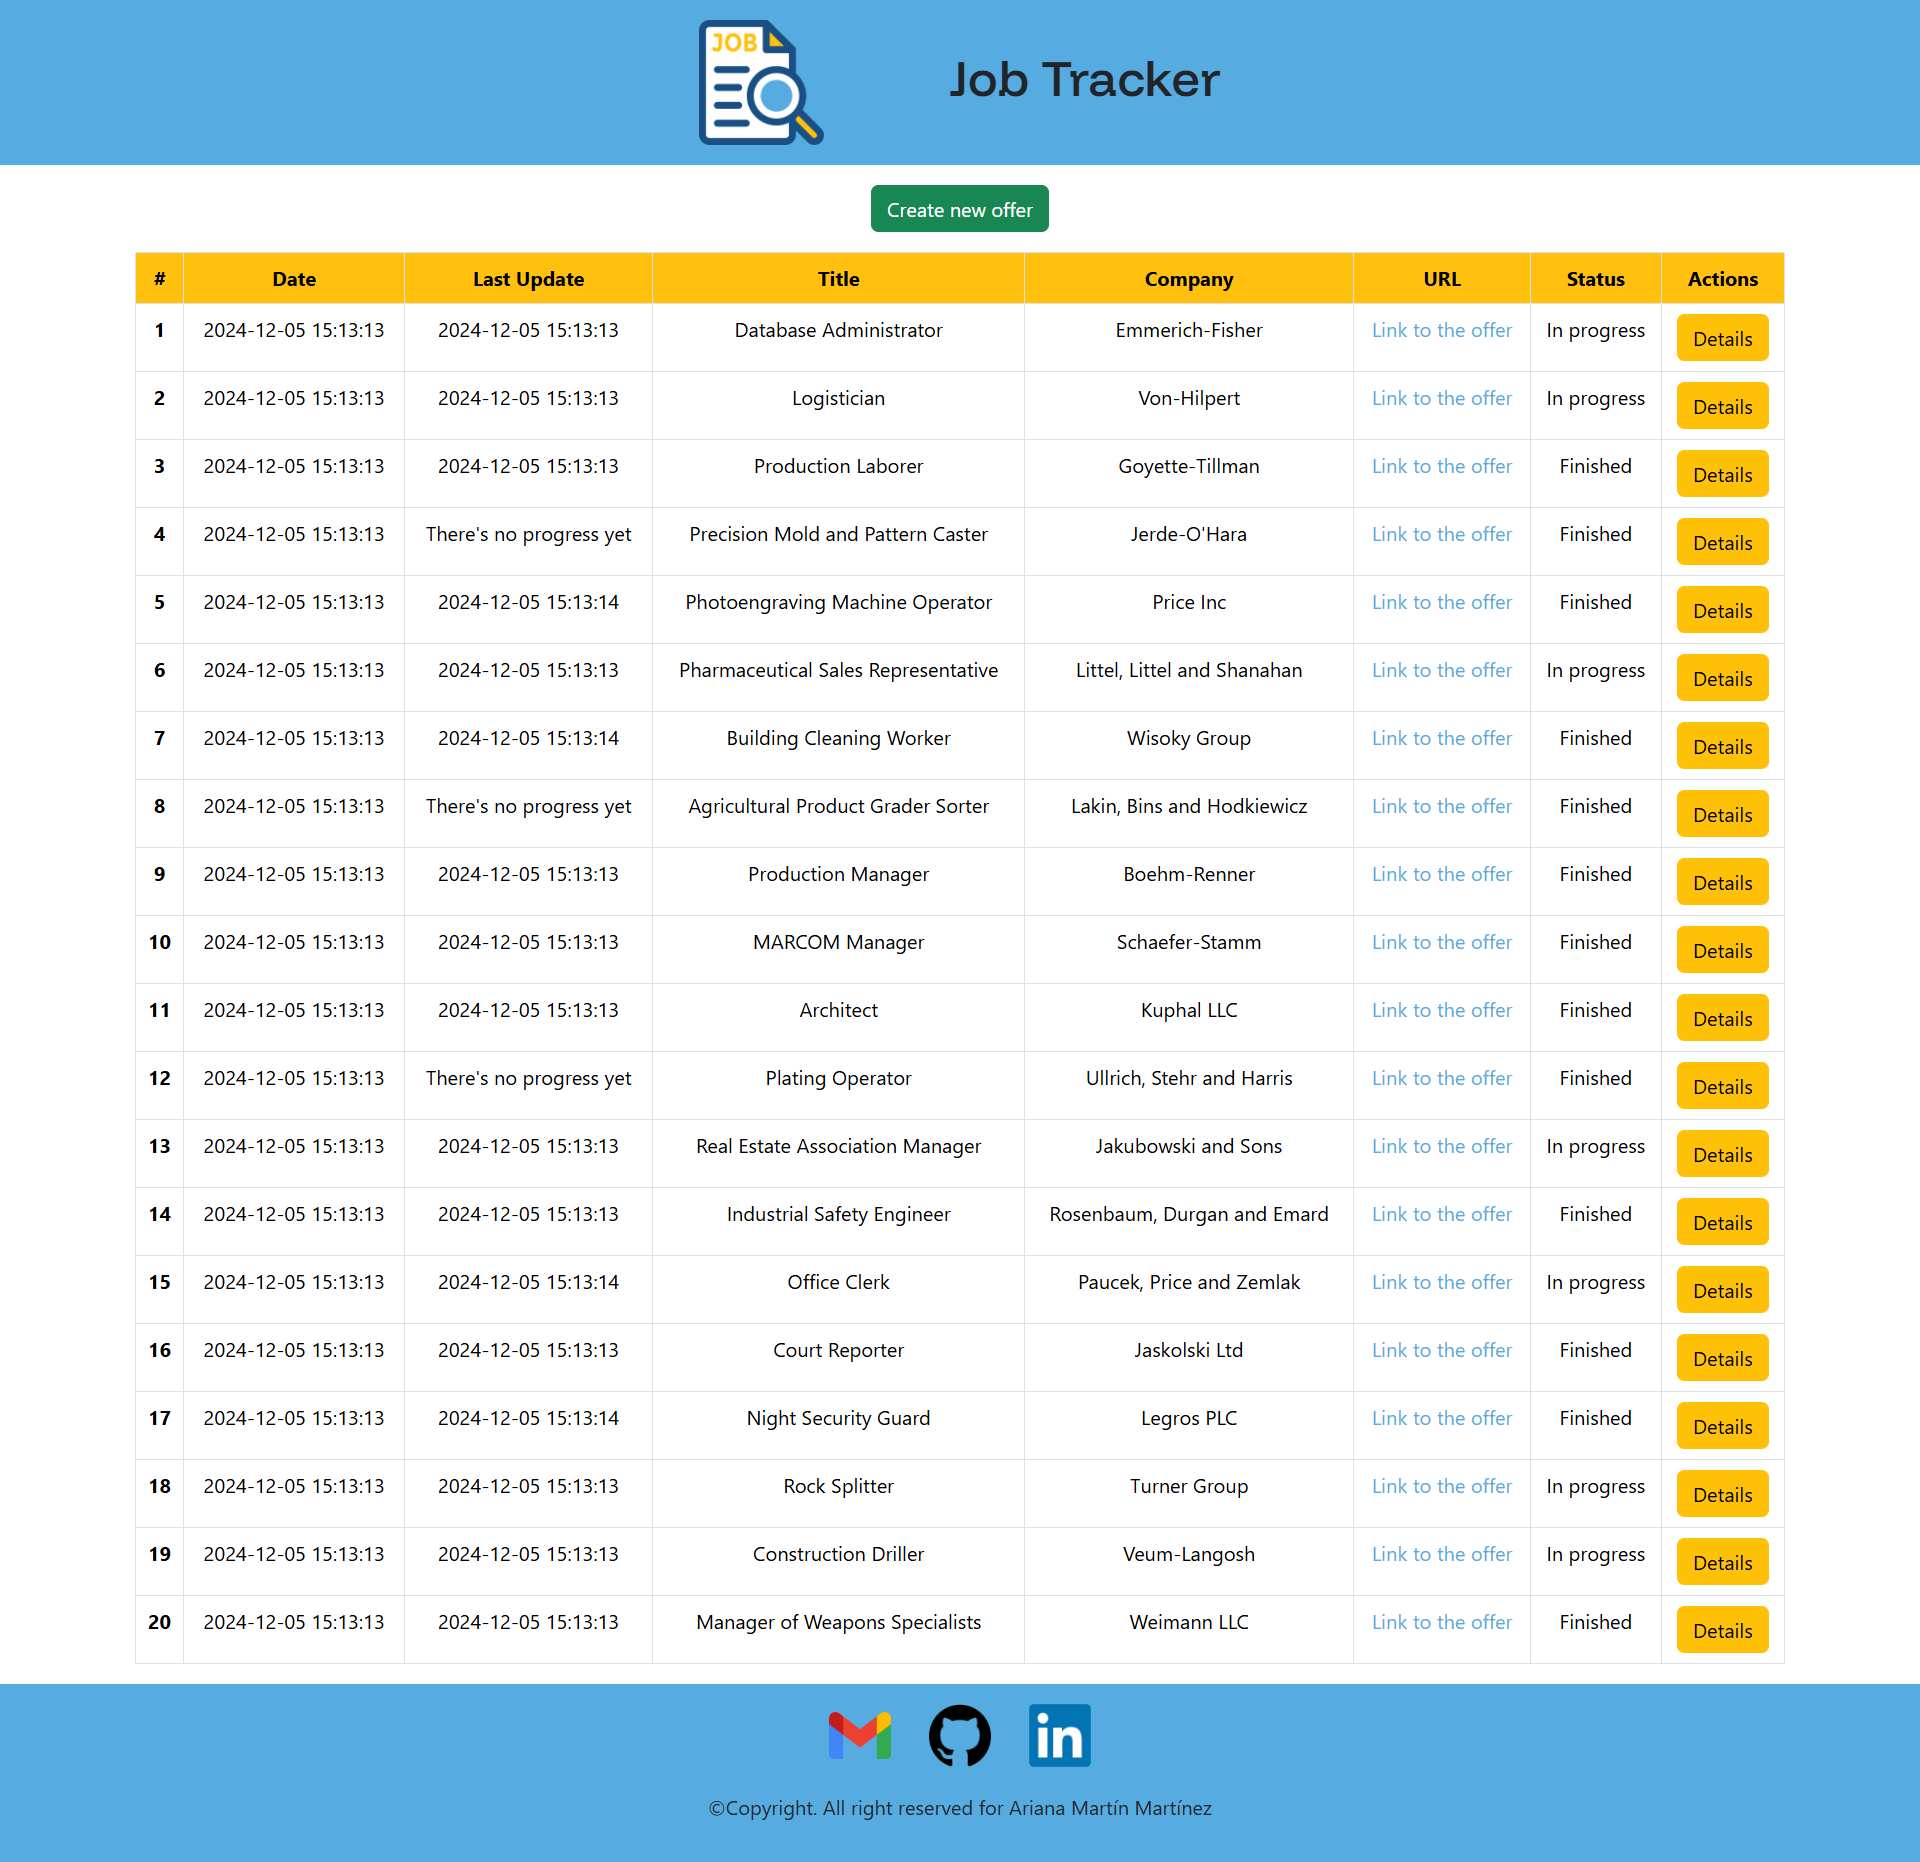 JOB
Job Tracker
Create new offer
# Date Last Update Title Company URL Status Actions
1 2024-12-05 15:13:13 2024-12-05 15:13:13 Database Administrator Emmerich-Fisher Link to the offer In progress Details
2 2024-12-05 15:13:13 2024-12-05 15:13:13 Logistician Von-Hilpert Link to the offer In progress Details
3 2024-12-05 15:13:13 2024-12-05 15:13:13 Production Laborer Goyette-Tillman Link to the offer Finished Details
4 2024-12-05 15:13:13 There's no progress yet Precision Mold and Pattern Caster Jerde-O'Hara Link to the offer Finished Details
5 2024-12-05 15:13:13 2024-12-05 15:13:14 Photoengraving Machine Operator Price Inc Link to the offer Finished Details
6 2024-12-05 15:13:13 2024-12-05 15:13:13 Pharmaceutical Sales Representative Littel, Littel and Shanahan Link to the offer In progress Details
7 2024-12-05 15:13:13 2024-12-05 15:13:14 Building Cleaning Worker Wisoky Group Link to the offer Finished Details
8 2024-12-05 15:13:13 There's no progress yet Agricultural Product Grader Sorter Lakin, Bins and Hodkiewicz Link to the offer Finished Details
9 2024-12-05 15:13:13 2024-12-05 15:13:13 Production Manager Boehm-Renner Link to the offer Finished Details
10 2024-12-05 15:13:13 2024-12-05 15:13:13 MARCOM Manager Schaefer-Stamm Link to the offer Finished Details
11 2024-12-05 15:13:13 2024-12-05 15:13:13 Architect Kuphal LLC Link to the offer Finished Details
12 2024-12-05 15:13:13 There's no progress yet Plating Operator Ullrich, Stehr and Harris Link to the offer Finished Details
13 2024-12-05 15:13:13 2024-12-05 15:13:13 Real Estate Association Manager Jakubowski and Sons Link to the offer In progress Details
14 2024-12-05 15:13:13 2024-12-05 15:13:13 Industrial Safety Engineer Rosenbaum, Durgan and Emard Link to the offer Finished Details
15 2024-12-05 15:13:13 2024-12-05 15:13:14 Office Clerk Paucek, Price and Zemlak Link to the offer In progress Details
16 2024-12-05 15:13:13 2024-12-05 15:13:13 Court Reporter Jaskolski Ltd Link to the offer Finished Details
17 2024-12-05 15:13:13 2024-12-05 15:13:14 Night Security Guard Legros PLC Link to the offer Finished Details
18 2024-12-05 15:13:13 2024-12-05 15:13:13 Rock Splitter Turner Group Link to the offer In progress Details
19 2024-12-05 15:13:13 2024-12-05 15:13:13 Construction Driller Veum-Langosh Link to the offer In progress Details
20 2024-12-05 15:13:13 2024-12-05 15:13:13 Manager of Weapons Specialists Weimann LLC Link to the offer Finished Details
in
©Copyright. All right reserved for Ariana Martín Martínez